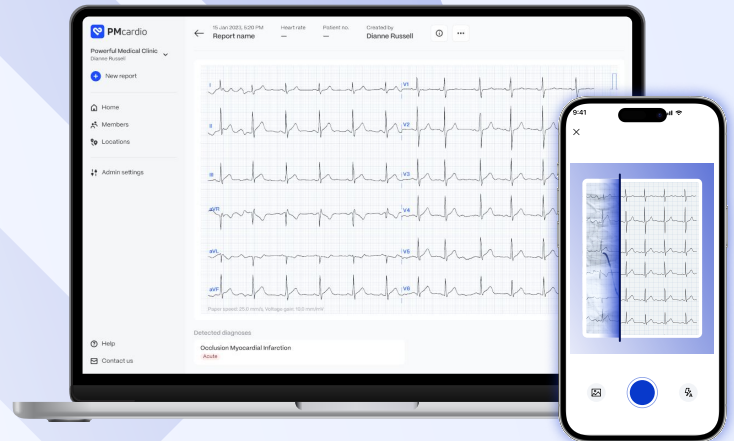 PMcardio
Powerful Medical Clinic
Dianne Russell
New report
Home
Members
Locations
Admin settings
Help
Contact us
15 Jan 2023, 5:20 PM Heart rate Patient no. Created by
Report name — — Dianne Russell
I V1
II V2
III V3
aVR V4
aVL V5
aVF V6
Paper speed: 25.0 mm/s, Voltage gain: 10.0 mm/mV
Detected diagnoses
Occlusion Myocardial Infarction
Acute
9:41